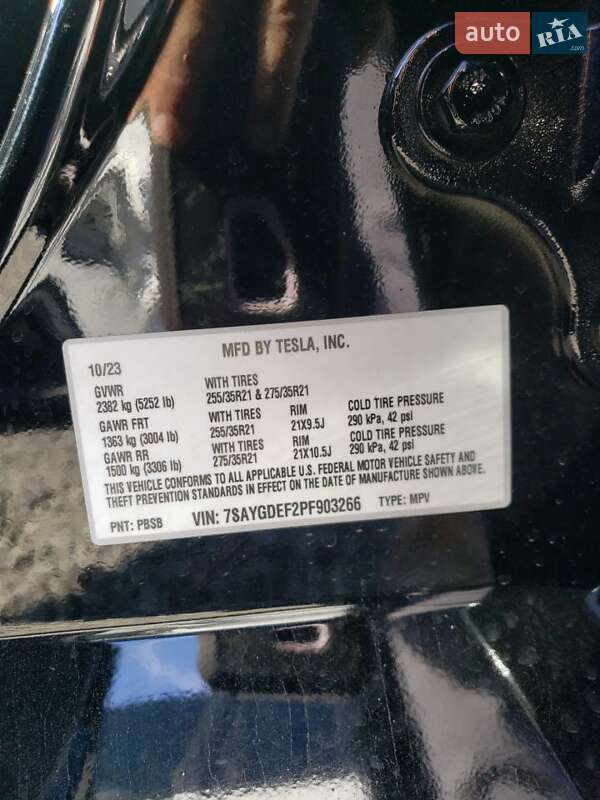 auto RIA.com
MFD BY TESLA, INC.
10/23
GVWR WITH TIRES
2382 kg (5252 lb) 255/35R21 & 275/35R21
GAWR FRT WITH TIRES RIM COLD TIRE PRESSURE
1363 kg (3004 lb) 255/35R21 21X9.5J 290 kPa, 42 psi
GAWR RR WITH TIRES RIM COLD TIRE PRESSURE
1500 kg (3306 lb) 275/35R21 21X10.5J 290 kPa, 42 psi
THIS VEHICLE CONFORMS TO ALL APPLICABLE U.S. FEDERAL MOTOR VEHICLE SAFETY AND
THEFT PREVENTION STANDARDS IN EFFECT ON THE DATE OF MANUFACTURE SHOWN ABOVE.
PNT: PBSB VIN: 7SAYGDEF2PF903266 TYPE: MPV